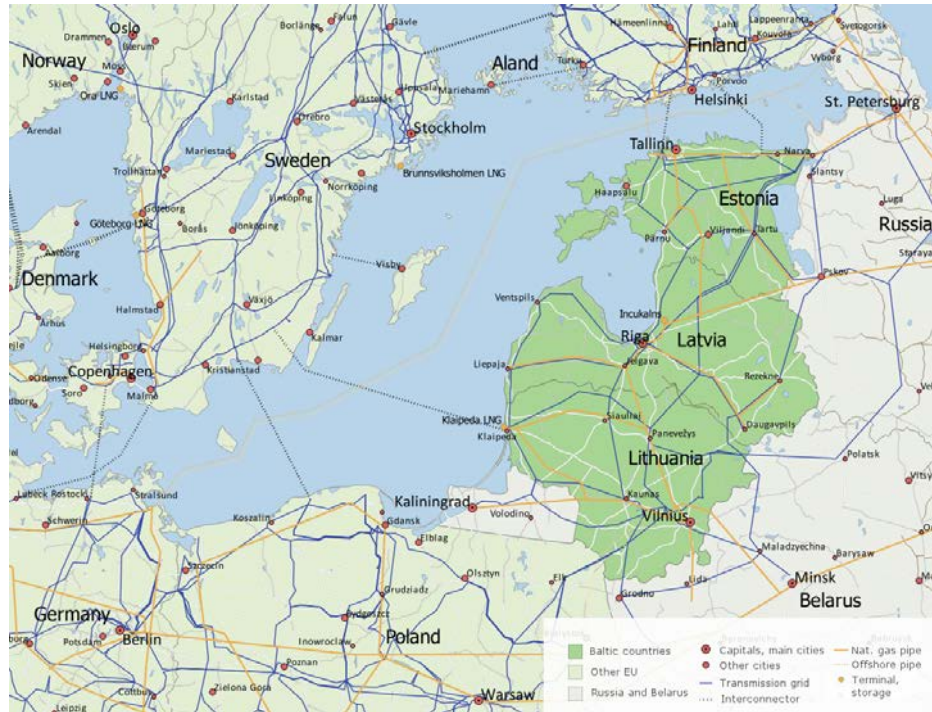 Oslo
Drammen
Norway
Moss
Skien
Ora LNG
Arendal
Borlänge
Falun
Gävle
Karlstad
Västerås
Uppsala
Örebro
Stockholm
Mariestad
Sweden
Trollhättan
Norrköping
Linköping
Brunnsviksholmen LNG
Göteborg
Göteborg LNG
Borås
Jönköping
Visby
Växjö
Halmstad
Kalmar
Helsingborg
Kristianstad
Malmö
Aalborg
Denmark
Århus
Copenhagen
Odense
Soro
Aland
Mariehamn
Hämeenlinna
Lahti
Lappeenranta
Kouvola
Finland
Turku
Porvoo
Helsinki
Svetogorsk
Vyborg
St. Petersburg
Tallinn
Narva
Slantsy
Haapsalu
Estonia
Luga
Russia
Staraya
Pärnu
Viljandi
Tartu
Pskov
Ventspils
Incukalns
Riga
Latvia
Liepaja
Jelgava
Rezekne
Klaipeda LNG
Klaipeda
Siauliai
Panevežys
Daugavpils
Lithuania
Polatsk
Kaliningrad
Volodino
Kaunas
Vilnius
Maladzyechna
Barysaw
Minsk
Belarus
Lida
Grodno
Lubeck
Rostock
Stralsund
Schwerin
Koszalin
Gdansk
Elblag
Szczecin
Olsztyn
Elk
Grudziadz
Germany
Bydgoszcz
Potsdam
Berlin
Inowroclaw
Poland
Poznan
Cottbus
Zielona Gora
Leipzig
Warsaw
Baltic countries
Other EU
Russia and Belarus
Capitals, main cities
Other cities
Transmission grid
Interconnector
Nat. gas pipe
Offshore pipe
Terminal,
storage